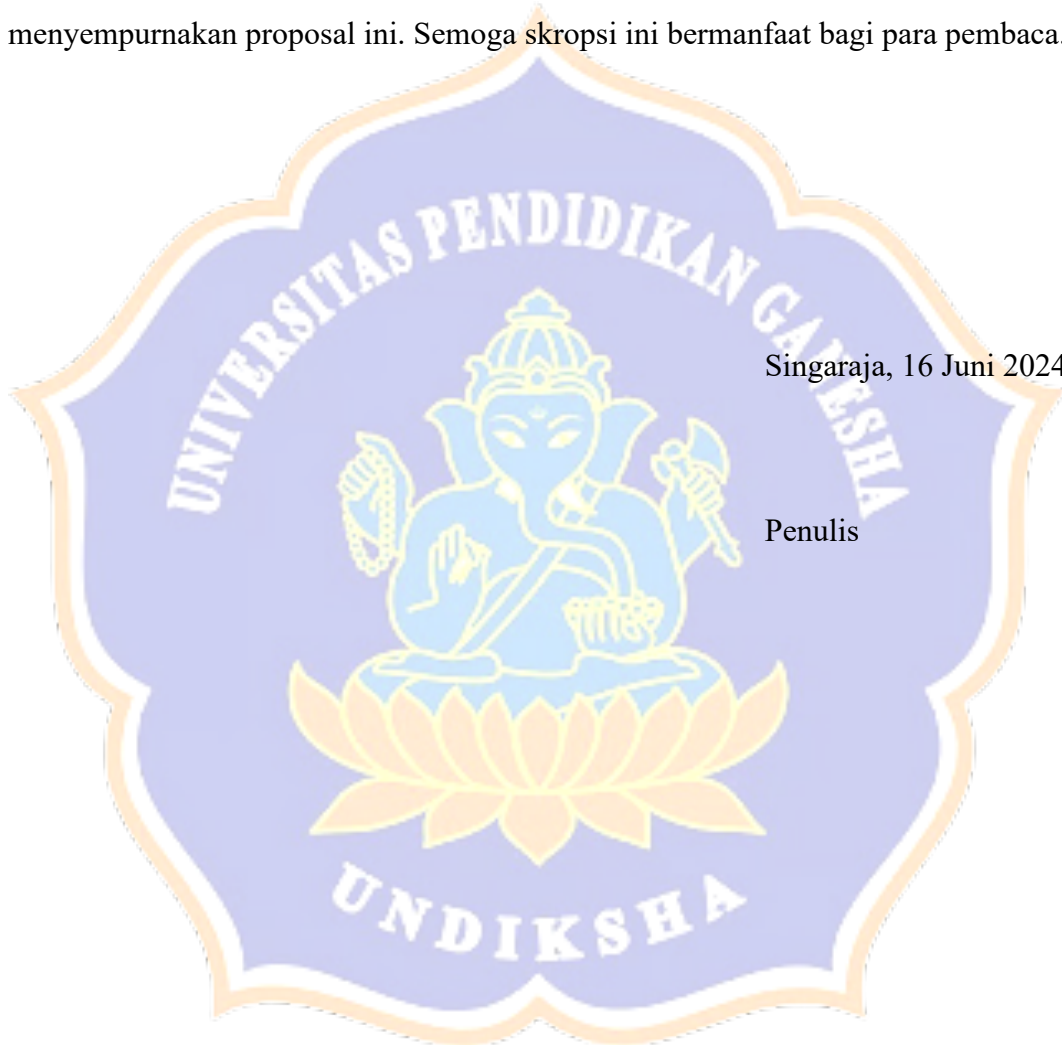 menyempurnakan proposal ini. Semoga skropsi ini bermanfaat bagi para pembaca.
UNIVERSITAS PENDIDIKAN GANESHA
Singaraja, 16 Juni 2024
Penulis
UNDIKSHA